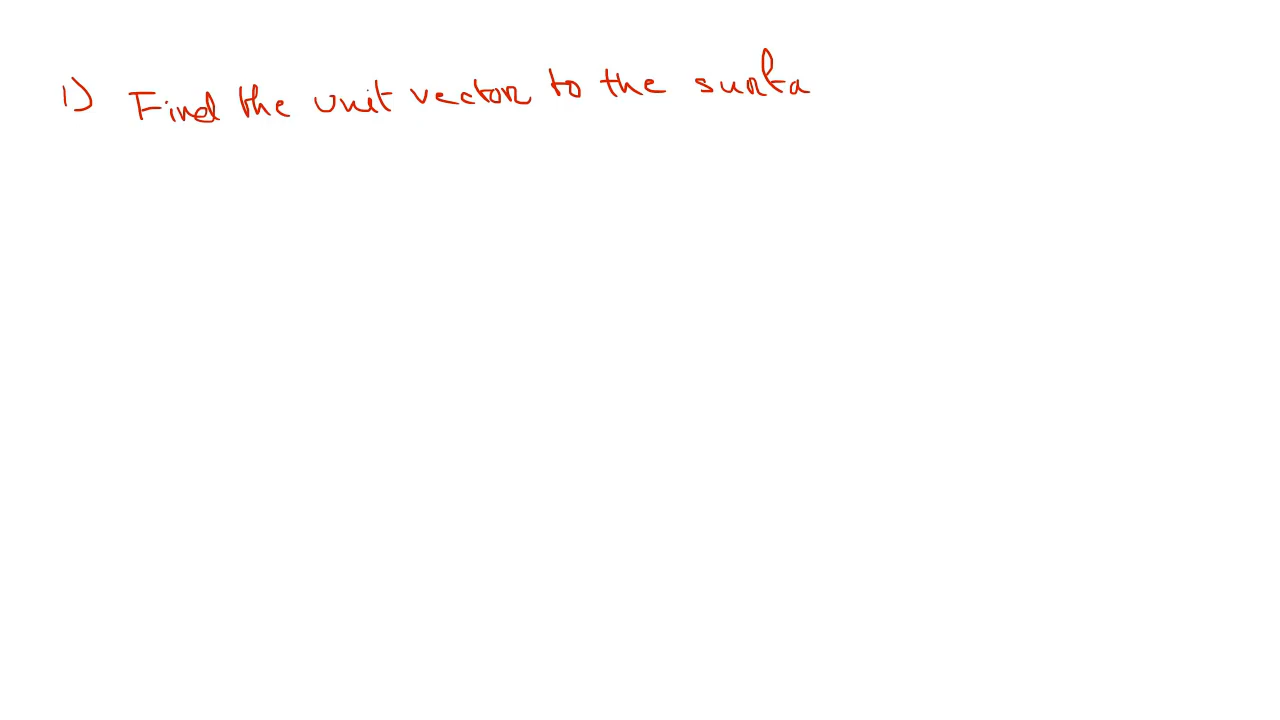 1) Find the unit vector to the surfa